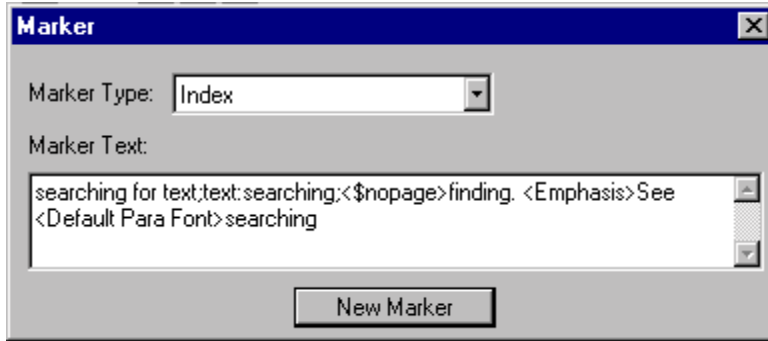 Marker
Marker Type: Index
Marker Text:
searching for text;text:searching;<$nopage>finding. <Emphasis>See
<Default Para Font>searching
New Marker